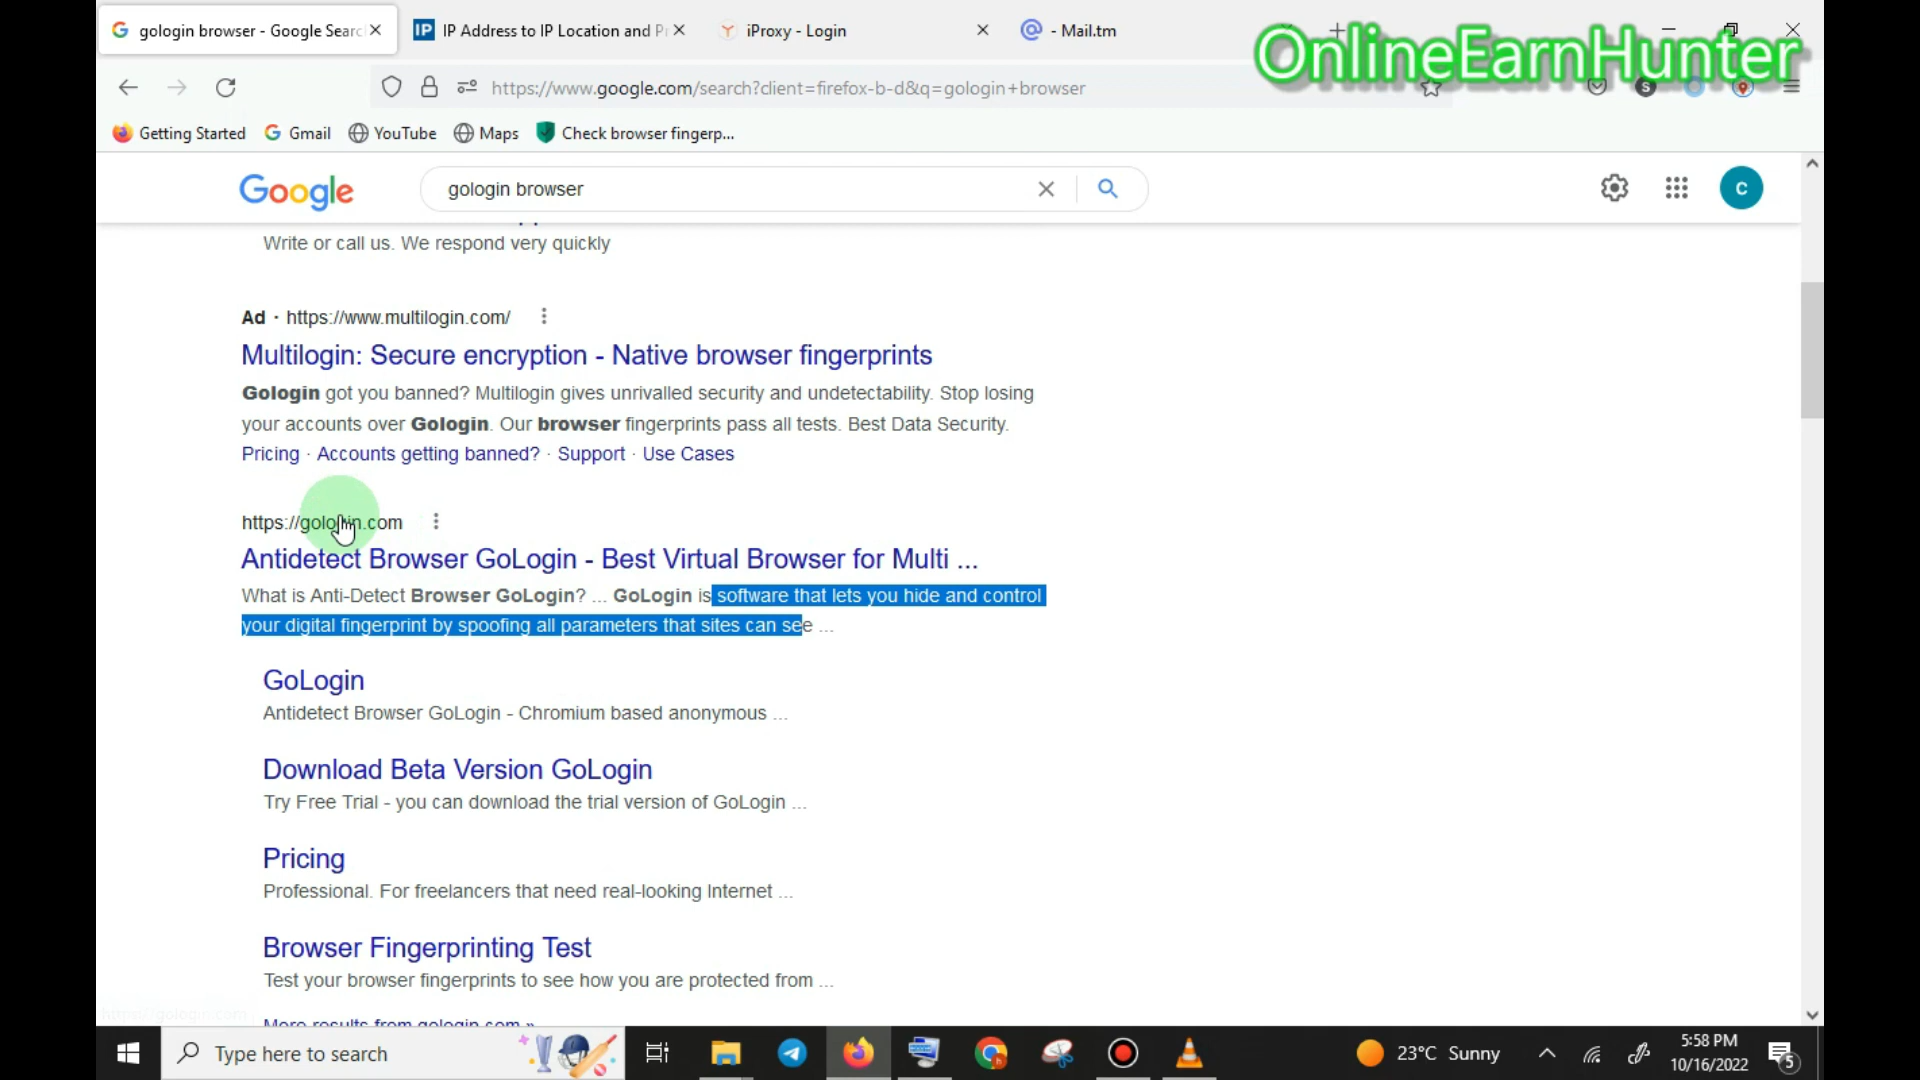 gologin browser - Google Searc
IP Address to IP Location and P
iProxy - Login
- Mail.tm
OnlineEarnHunter
https://www.google.com/search?client=firefox-b-d&q=gologin+browser
Getting Started
Gmail
YouTube
Maps
Check browser fingerp...
Google
gologin browser
C
Write or call us. We respond very quickly
Ad · https://www.multilogin.com/
Multilogin: Secure encryption - Native browser fingerprints
Gologin got you banned? Multilogin gives unrivalled security and undetectability. Stop losing
your accounts over Gologin. Our browser fingerprints pass all tests. Best Data Security.
Pricing · Accounts getting banned? · Support · Use Cases
https://gologin.com
Antidetect Browser GoLogin - Best Virtual Browser for Multi ...
What is Anti-Detect Browser GoLogin? ... GoLogin is software that lets you hide and control
your digital fingerprint by spoofing all parameters that sites can see ...
GoLogin
Antidetect Browser GoLogin - Chromium based anonymous ...
Download Beta Version GoLogin
Try Free Trial - you can download the trial version of GoLogin ...
Pricing
Professional. For freelancers that need real-looking Internet ...
Browser Fingerprinting Test
Test your browser fingerprints to see how you are protected from ...
More results from gologin.com »
Type here to search
23°C Sunny
5:58 PM
10/16/2022
5